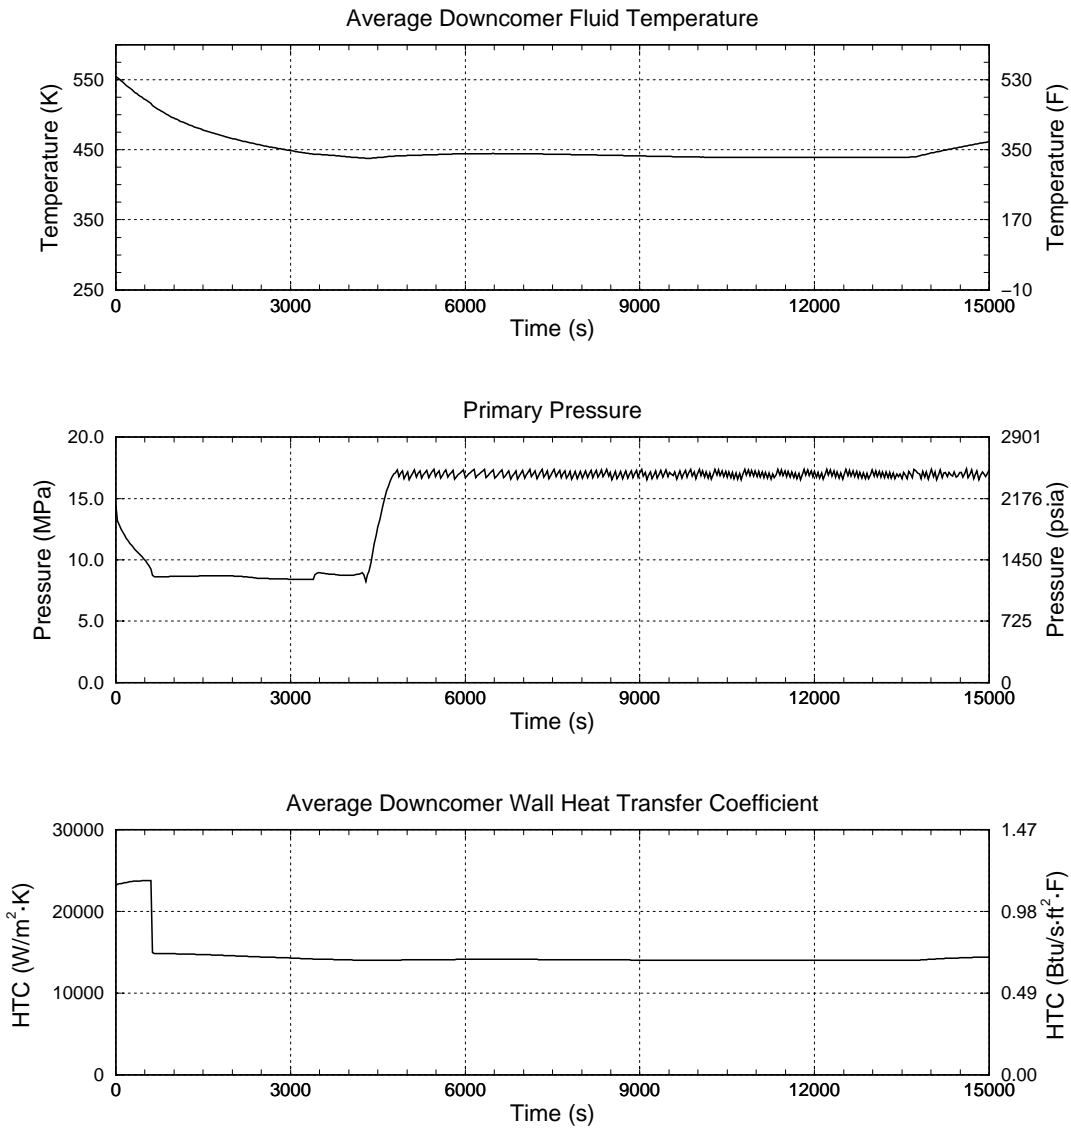 Average Downcomer Fluid Temperature
550
450
350
250
530
350
170
−10
Temperature (K)
Temperature (F)
0 3000 6000 9000 12000 15000
Time (s)
Primary Pressure
20.0
15.0
10.0
5.0
0.0
2901
2176
1450
725
0
Pressure (MPa)
Pressure (psia)
0 3000 6000 9000 12000 15000
Time (s)
Average Downcomer Wall Heat Transfer Coefficient
30000
20000
10000
0
1.47
0.98
0.49
0.00
HTC (W/m²·K)
HTC (Btu/s·ft²·F)
0 3000 6000 9000 12000 15000
Time (s)